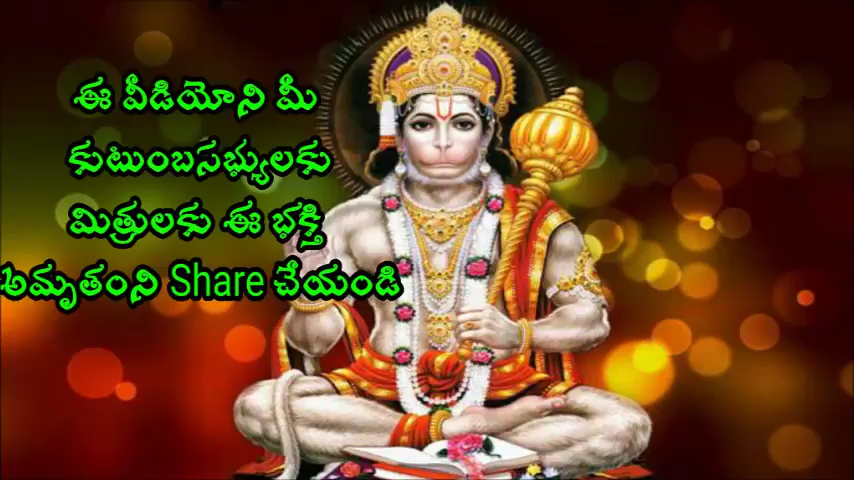 ఈ వీడియోని మీ
కుటుంబసభ్యులకు
మిత్రులకు ఈ భక్తి
అమృతంని Share చేయండి